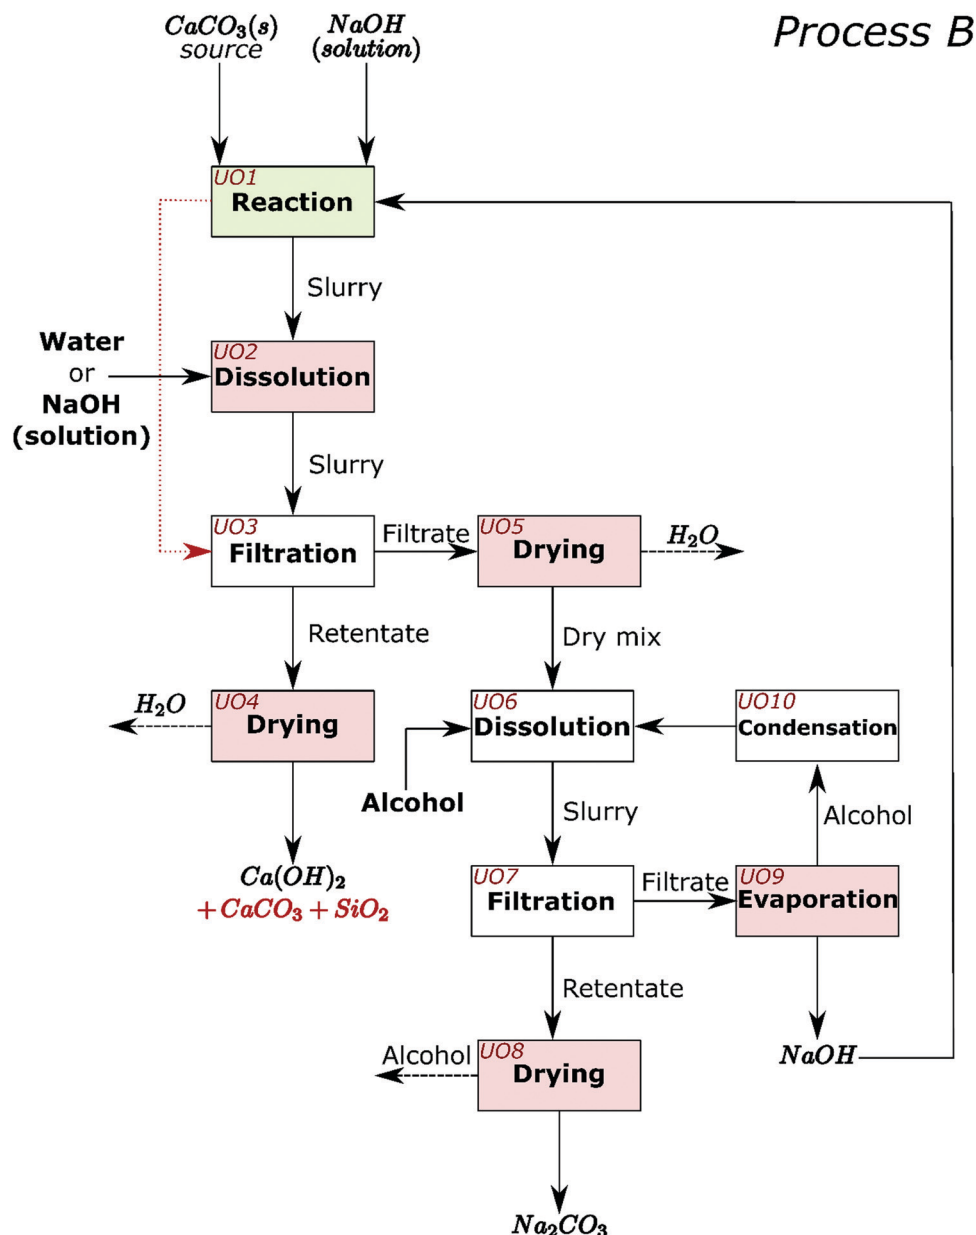 Process B
CaCO₃(s)
source
NaOH
(solution)
UO1
Reaction
Slurry
Water
or
NaOH
(solution)
UO2
Dissolution
Slurry
UO3
Filtration
Filtrate
UO5
Drying
H₂O
Retentate
Dry mix
H₂O
UO4
Drying
UO6
Dissolution
UO10
Condensation
Alcohol
Slurry
Alcohol
Ca(OH)₂
+ CaCO₃ + SiO₂
UO7
Filtration
Filtrate
UO9
Evaporation
Retentate
Alcohol
UO8
Drying
NaOH
Na₂CO₃